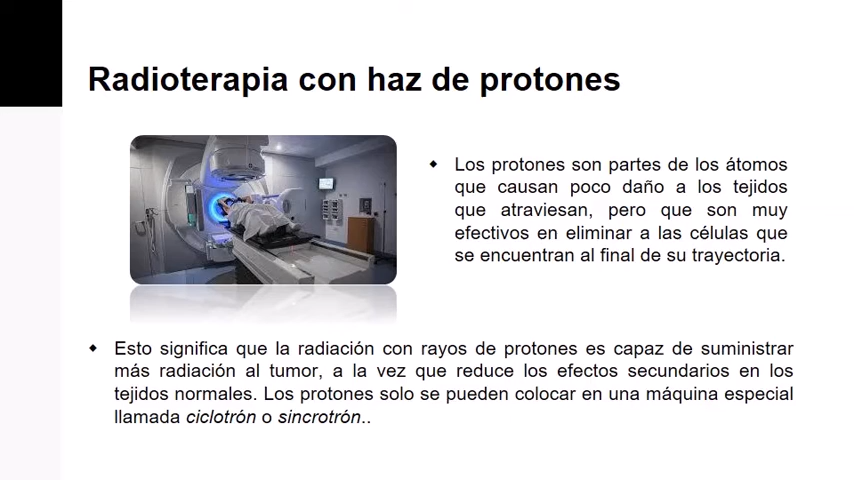 Radioterapia con haz de protones
Los protones son partes de los átomos
que causan poco daño a los tejidos
que atraviesan, pero que son muy
efectivos en eliminar a las células que
se encuentran al final de su trayectoria.
Esto significa que la radiación con rayos de protones es capaz de suministrar
más radiación al tumor, a la vez que reduce los efectos secundarios en los
tejidos normales. Los protones solo se pueden colocar en una máquina especial
llamada ciclotrón o sincrotrón..